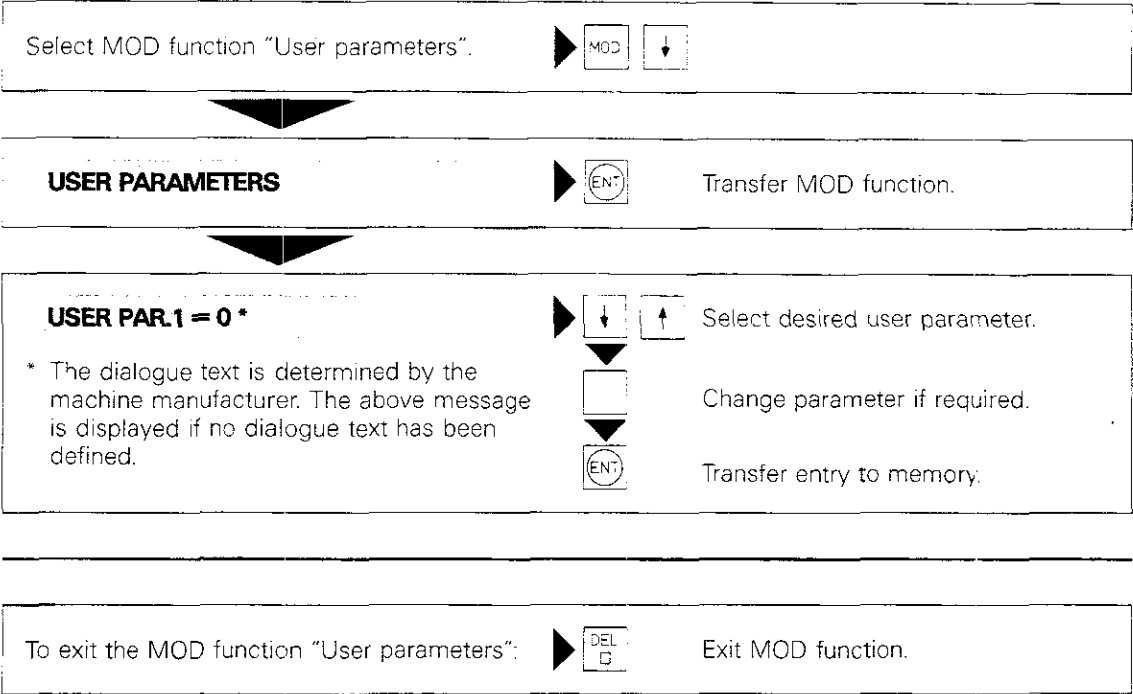 Select MOD function "User parameters".
MOD
USER PARAMETERS
ENT
Transfer MOD function.
USER PAR.1 = 0 *
Select desired user parameter.
* The dialogue text is determined by the
machine manufacturer. The above message
is displayed if no dialogue text has been
defined.
Change parameter if required.
ENT
Transfer entry to memory.
To exit the MOD function "User parameters":
DEL
Exit MOD function.